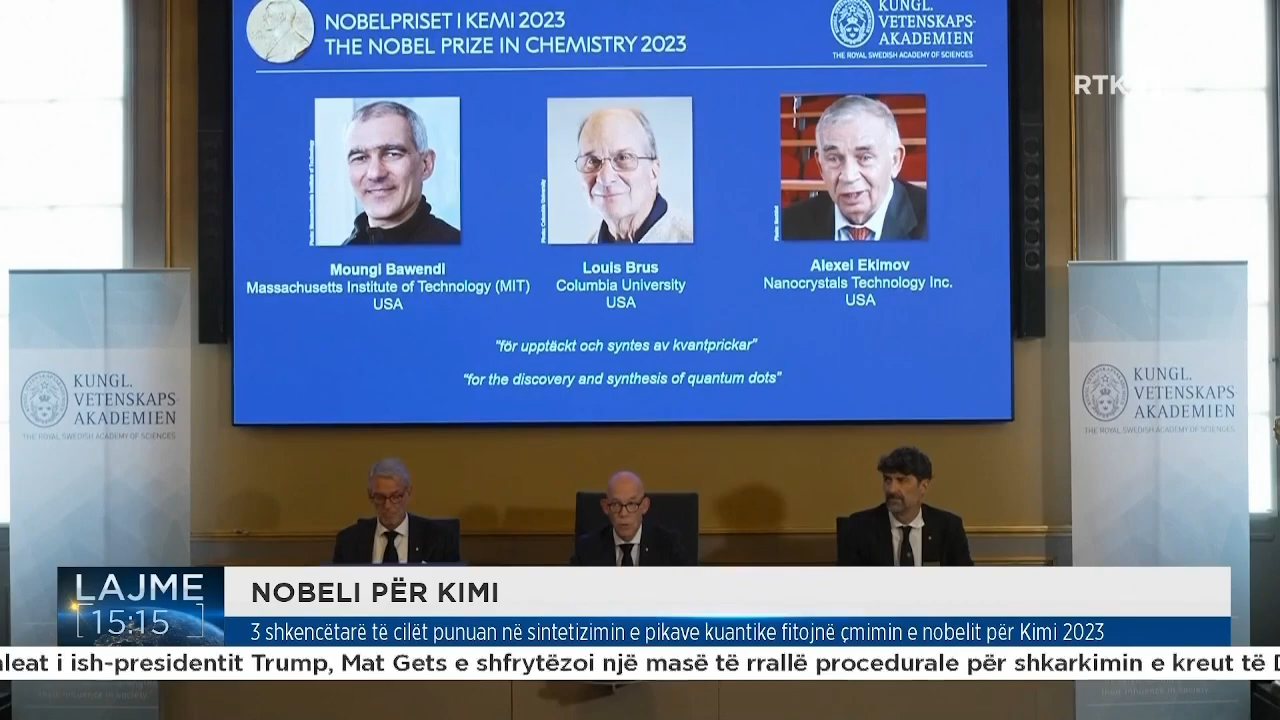 NOBELPRISET I KEMI 2023
THE NOBEL PRIZE IN CHEMISTRY 2023
KUNGL.
VETENSKAPS-
AKADEMIEN
THE ROYAL SWEDISH ACADEMY OF SCIENCES
RTK
Moungi Bawendi
Massachusetts Institute of Technology (MIT)
USA
Louis Brus
Columbia University
USA
Alexei Ekimov
Nanocrystals Technology Inc.
USA
"för upptäckt och syntes av kvantprickar"
"for the discovery and synthesis of quantum dots"
KUNGL.
VETENSKAPS-
AKADEMIEN
THE ROYAL SWEDISH ACADEMY OF SCIENCES
KUNGL.
VETENSKAPS-
AKADEMIEN
THE ROYAL SWEDISH ACADEMY OF SCIENCES
LAJME
15:15
NOBELI PËR KIMI
3 shkencëtarë të cilët punuan në sintetizimin e pikave kuantike fitojnë çmimin e nobelit për Kimi 2023
i ish-presidentit Trump, Mat Gets e shfrytëzoi një masë të rrallë procedurale për shkarkimin e kreut të